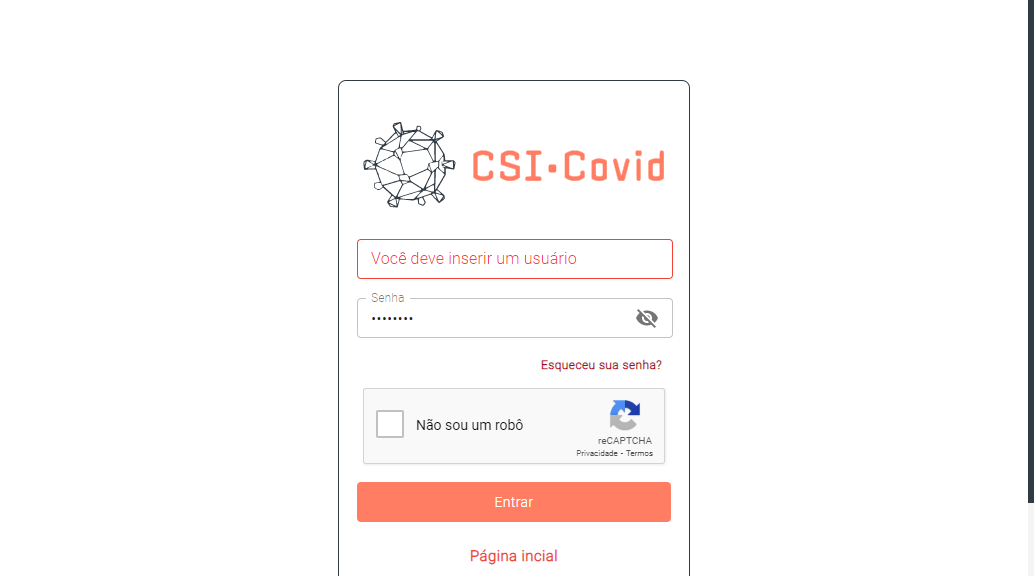 CSI·Covid
Você deve inserir um usuário
Senha
••••••••
Esqueceu sua senha?
Não sou um robô
reCAPTCHA
Privacidade - Termos
Entrar
Página incial